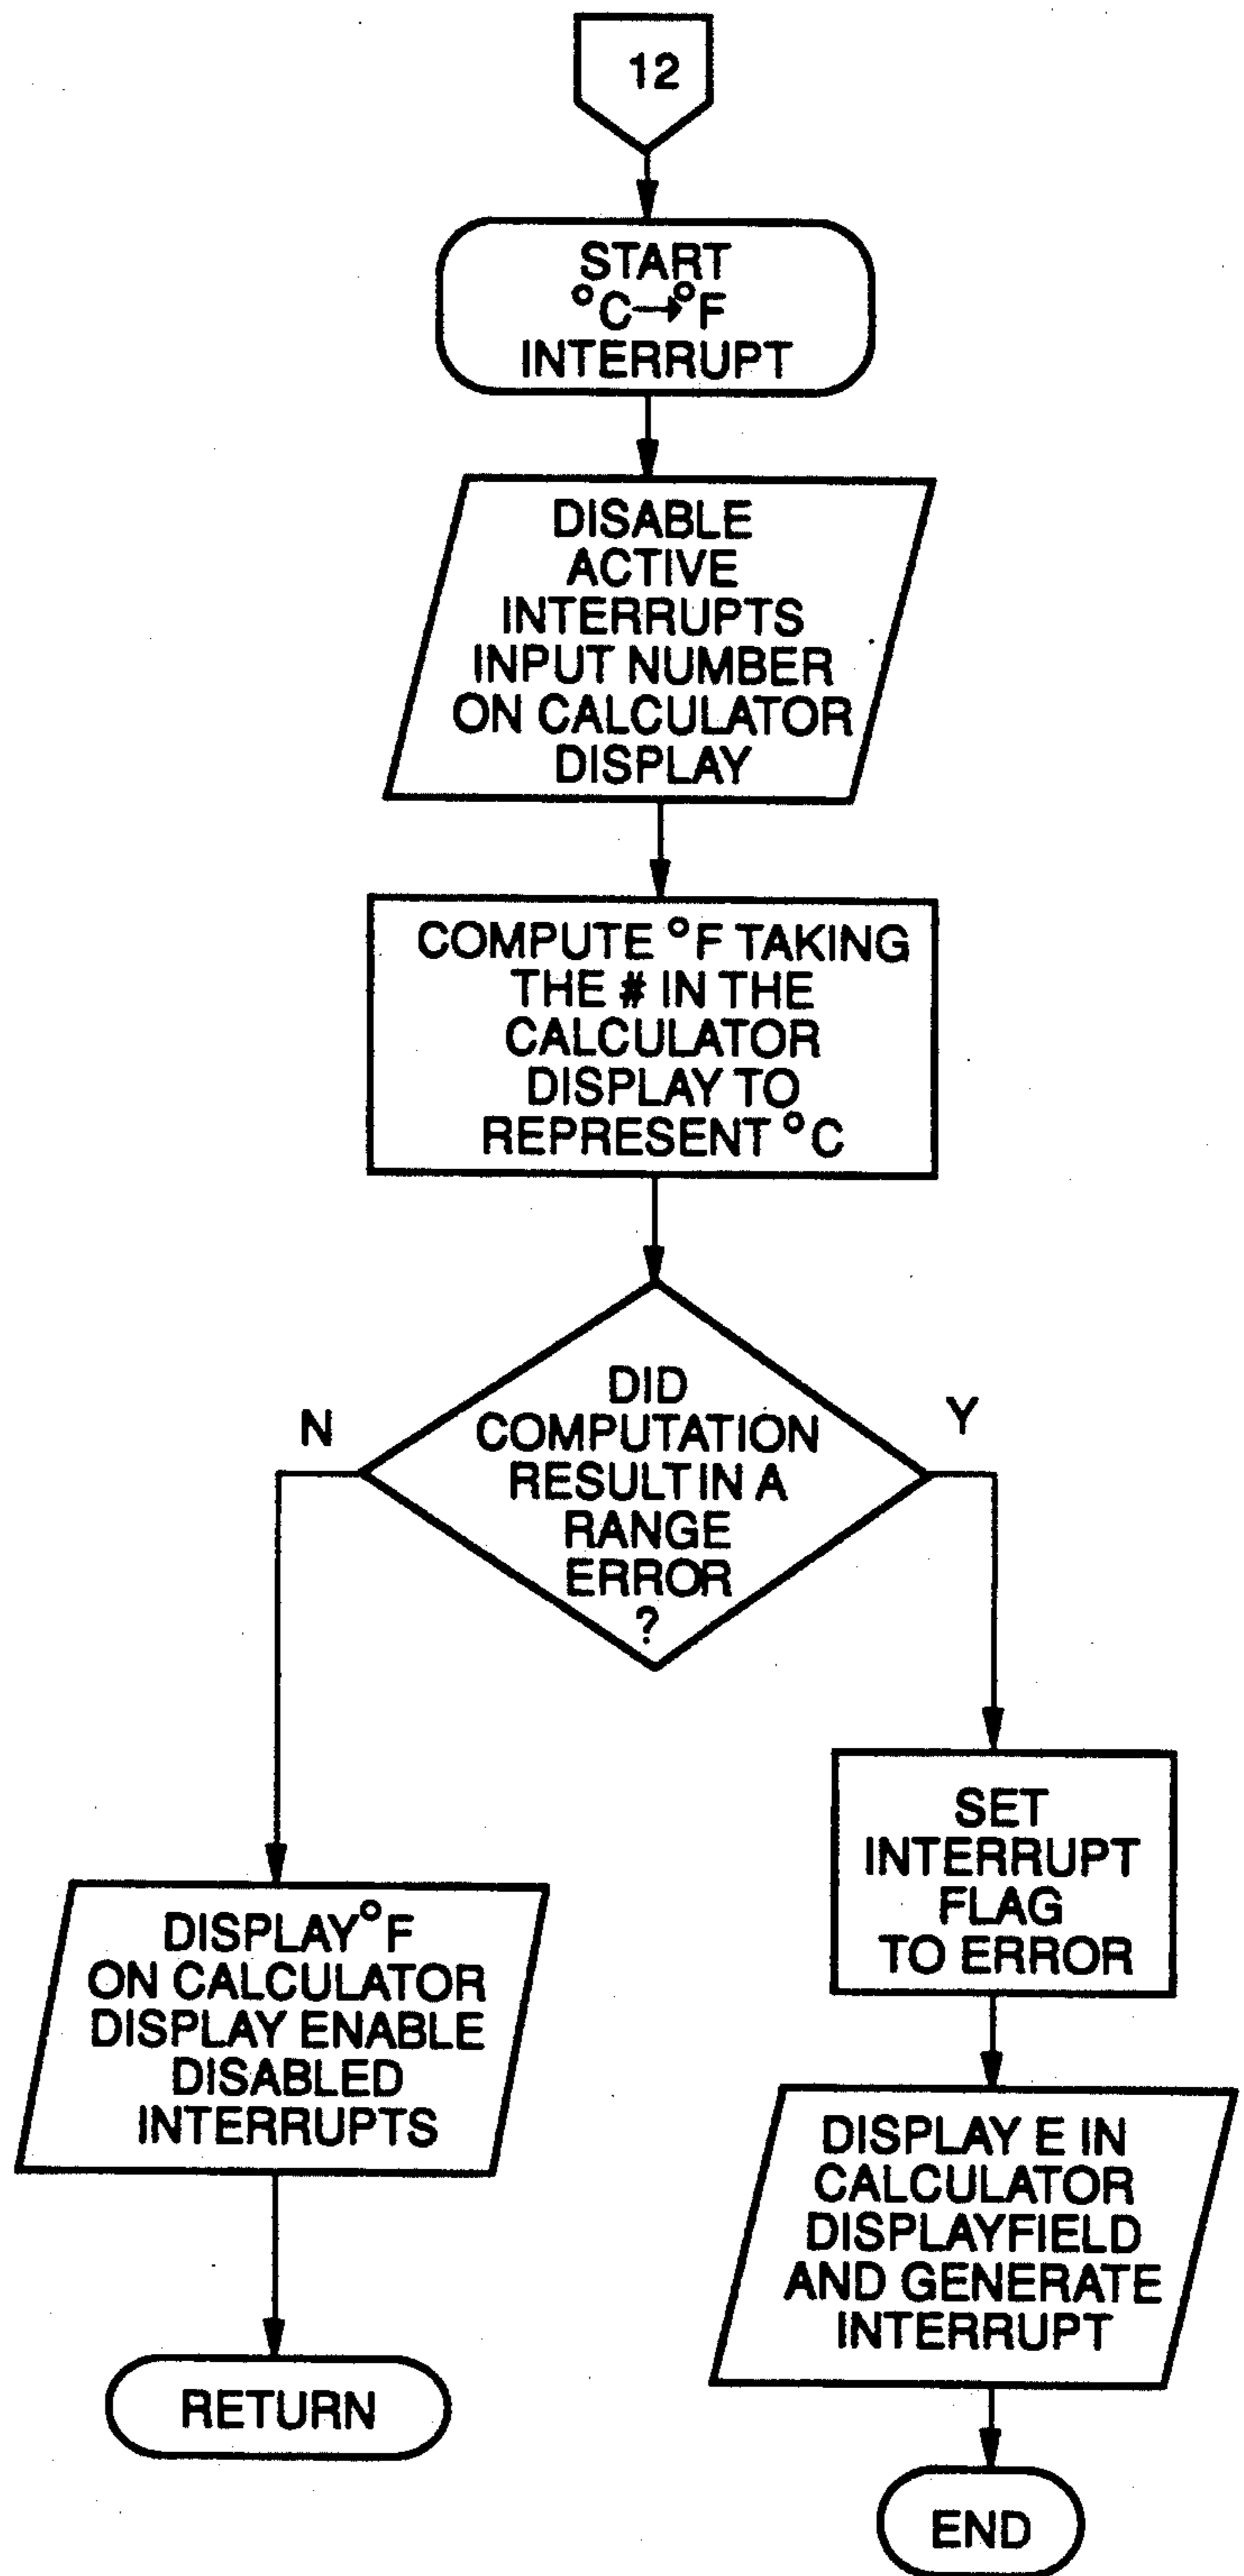 12
START
°C→°F
INTERRUPT
DISABLE
ACTIVE
INTERRUPTS
INPUT NUMBER
ON CALCULATOR
DISPLAY
COMPUTE °F TAKING
THE # IN THE
CALCULATOR
DISPLAY TO
REPRESENT °C
DID
COMPUTATION
RESULT IN A
RANGE
ERROR
?
N
Y
DISPLAY °F
ON CALCULATOR
DISPLAY ENABLE
DISABLED
INTERRUPTS
RETURN
SET
INTERRUPT
FLAG
TO ERROR
DISPLAY E IN
CALCULATOR
DISPLAYFIELD
AND GENERATE
INTERRUPT
END